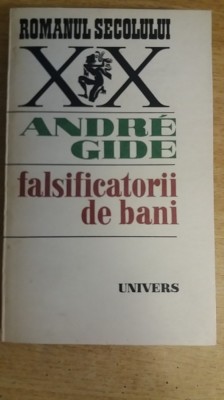 ROMANUL SECOLULUI
XX
ANDRÉ
GIDE
falsificatorii
de bani
UNIVERS